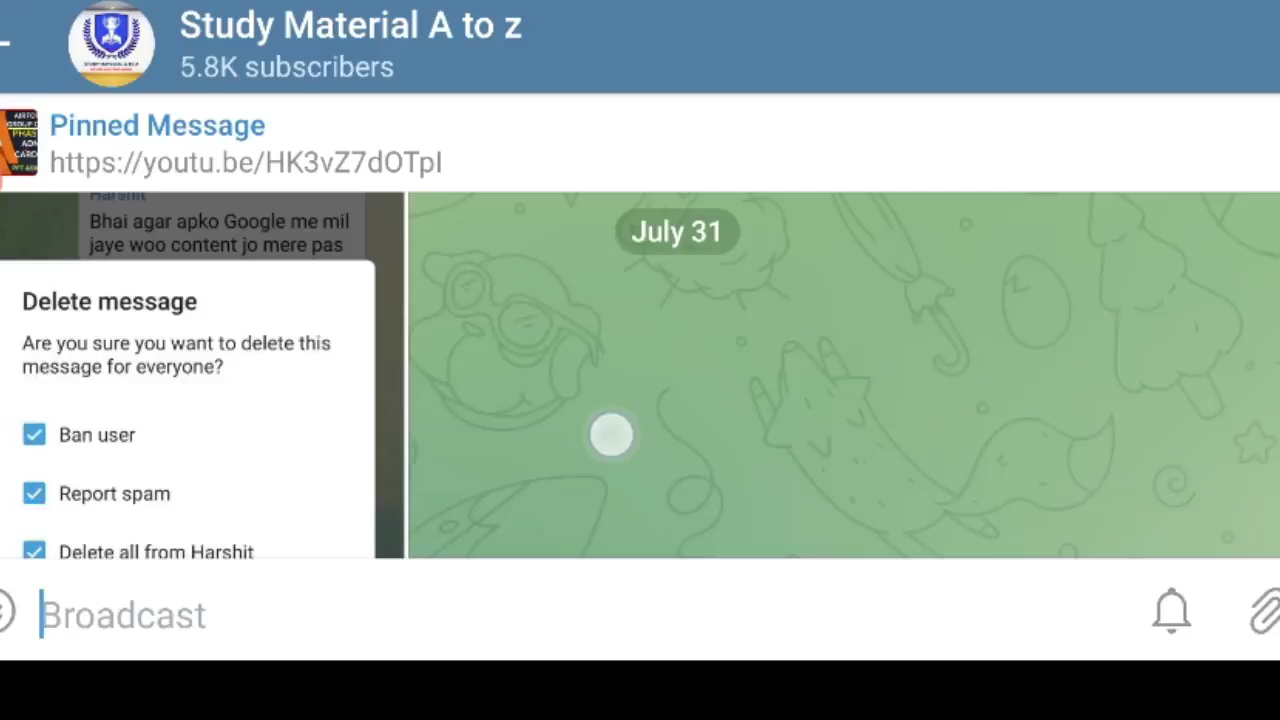 Study Material A to z
5.8K subscribers
Pinned Message
https://youtu.be/HK3vZ7dOTpI
Harshit
Bhai agar apko Google me mil
jaye woo content jo mere pas
July 31
Delete message
Are you sure you want to delete this
message for everyone?
Ban user
Report spam
Delete all from Harshit
Broadcast